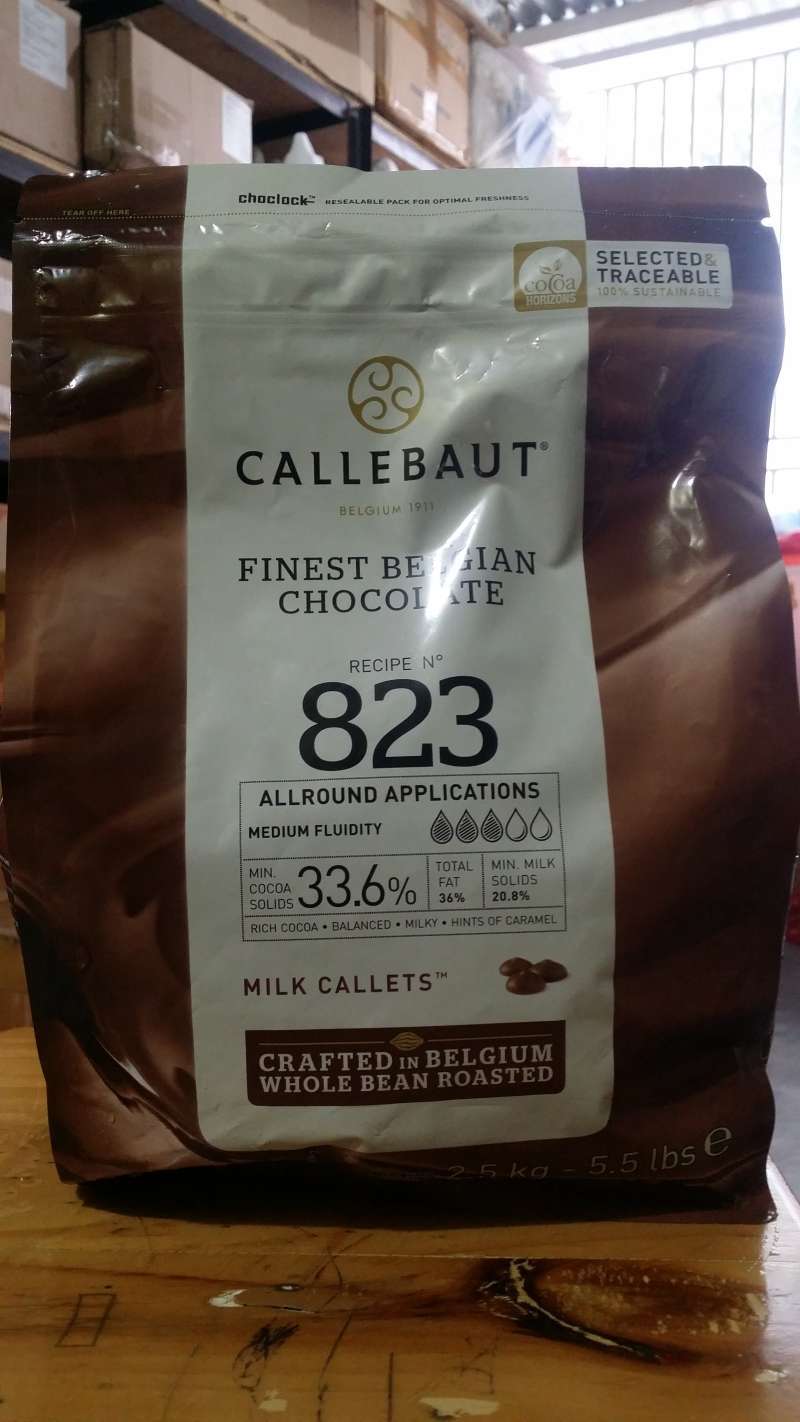 choclock™ RESEALABLE PACK FOR OPTIMAL FRESHNESS
TEAR OFF HERE
cocoa
HORIZONS
SELECTED&
TRACEABLE
100% SUSTAINABLE
CALLEBAUT®
BELGIUM 1911
FINEST BELGIAN
CHOCOLATE
RECIPE N°
823
ALLROUND APPLICATIONS
MEDIUM FLUIDITY
MIN.
COCOA
SOLIDS
33.6%
TOTAL
FAT
36%
MIN. MILK
SOLIDS
20.8%
RICH COCOA • BALANCED • MILKY • HINTS OF CARAMEL
MILK CALLETS™
CRAFTED IN BELGIUM
WHOLE BEAN ROASTED
2.5 kg - 5.5 lbs e